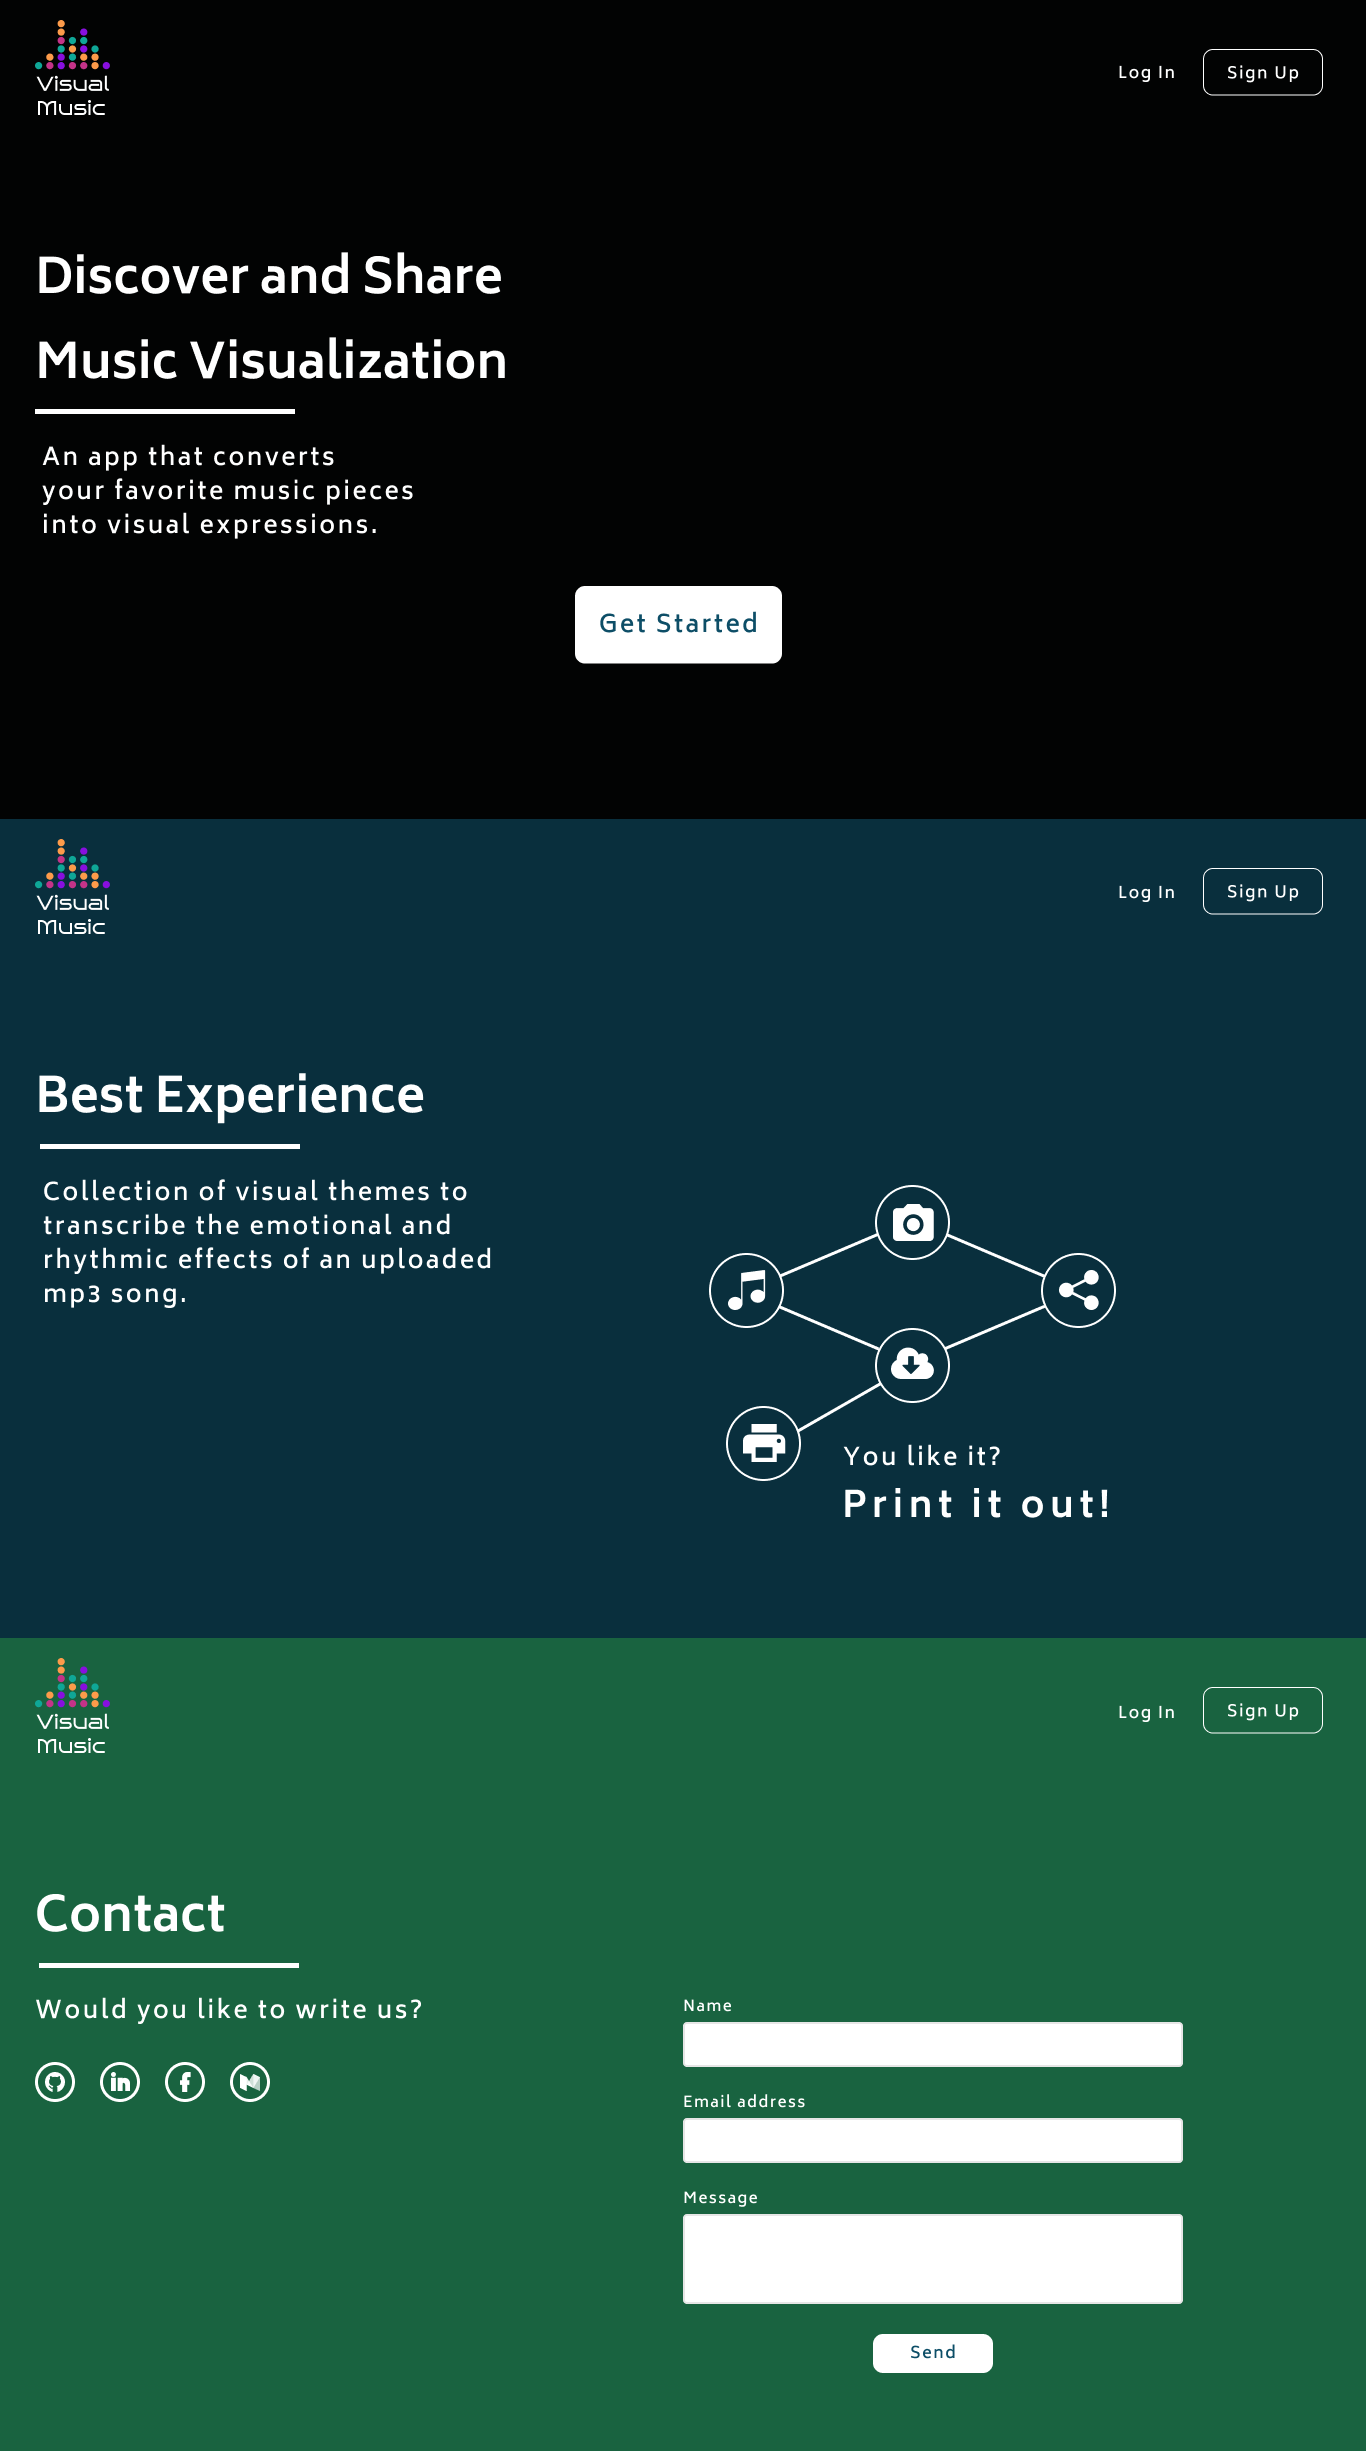 Visual
Music
Log In
Sign Up
Discover and Share
Music Visualization
An app that converts
your favorite music pieces
into visual expressions.
Get Started
Visual
Music
Log In
Sign Up
Best Experience
Collection of visual themes to
transcribe the emotional and
rhythmic effects of an uploaded
mp3 song.
You like it?
Print it out!
Visual
Music
Log In
Sign Up
Contact
Would you like to write us?
Name
Email address
Message
Send